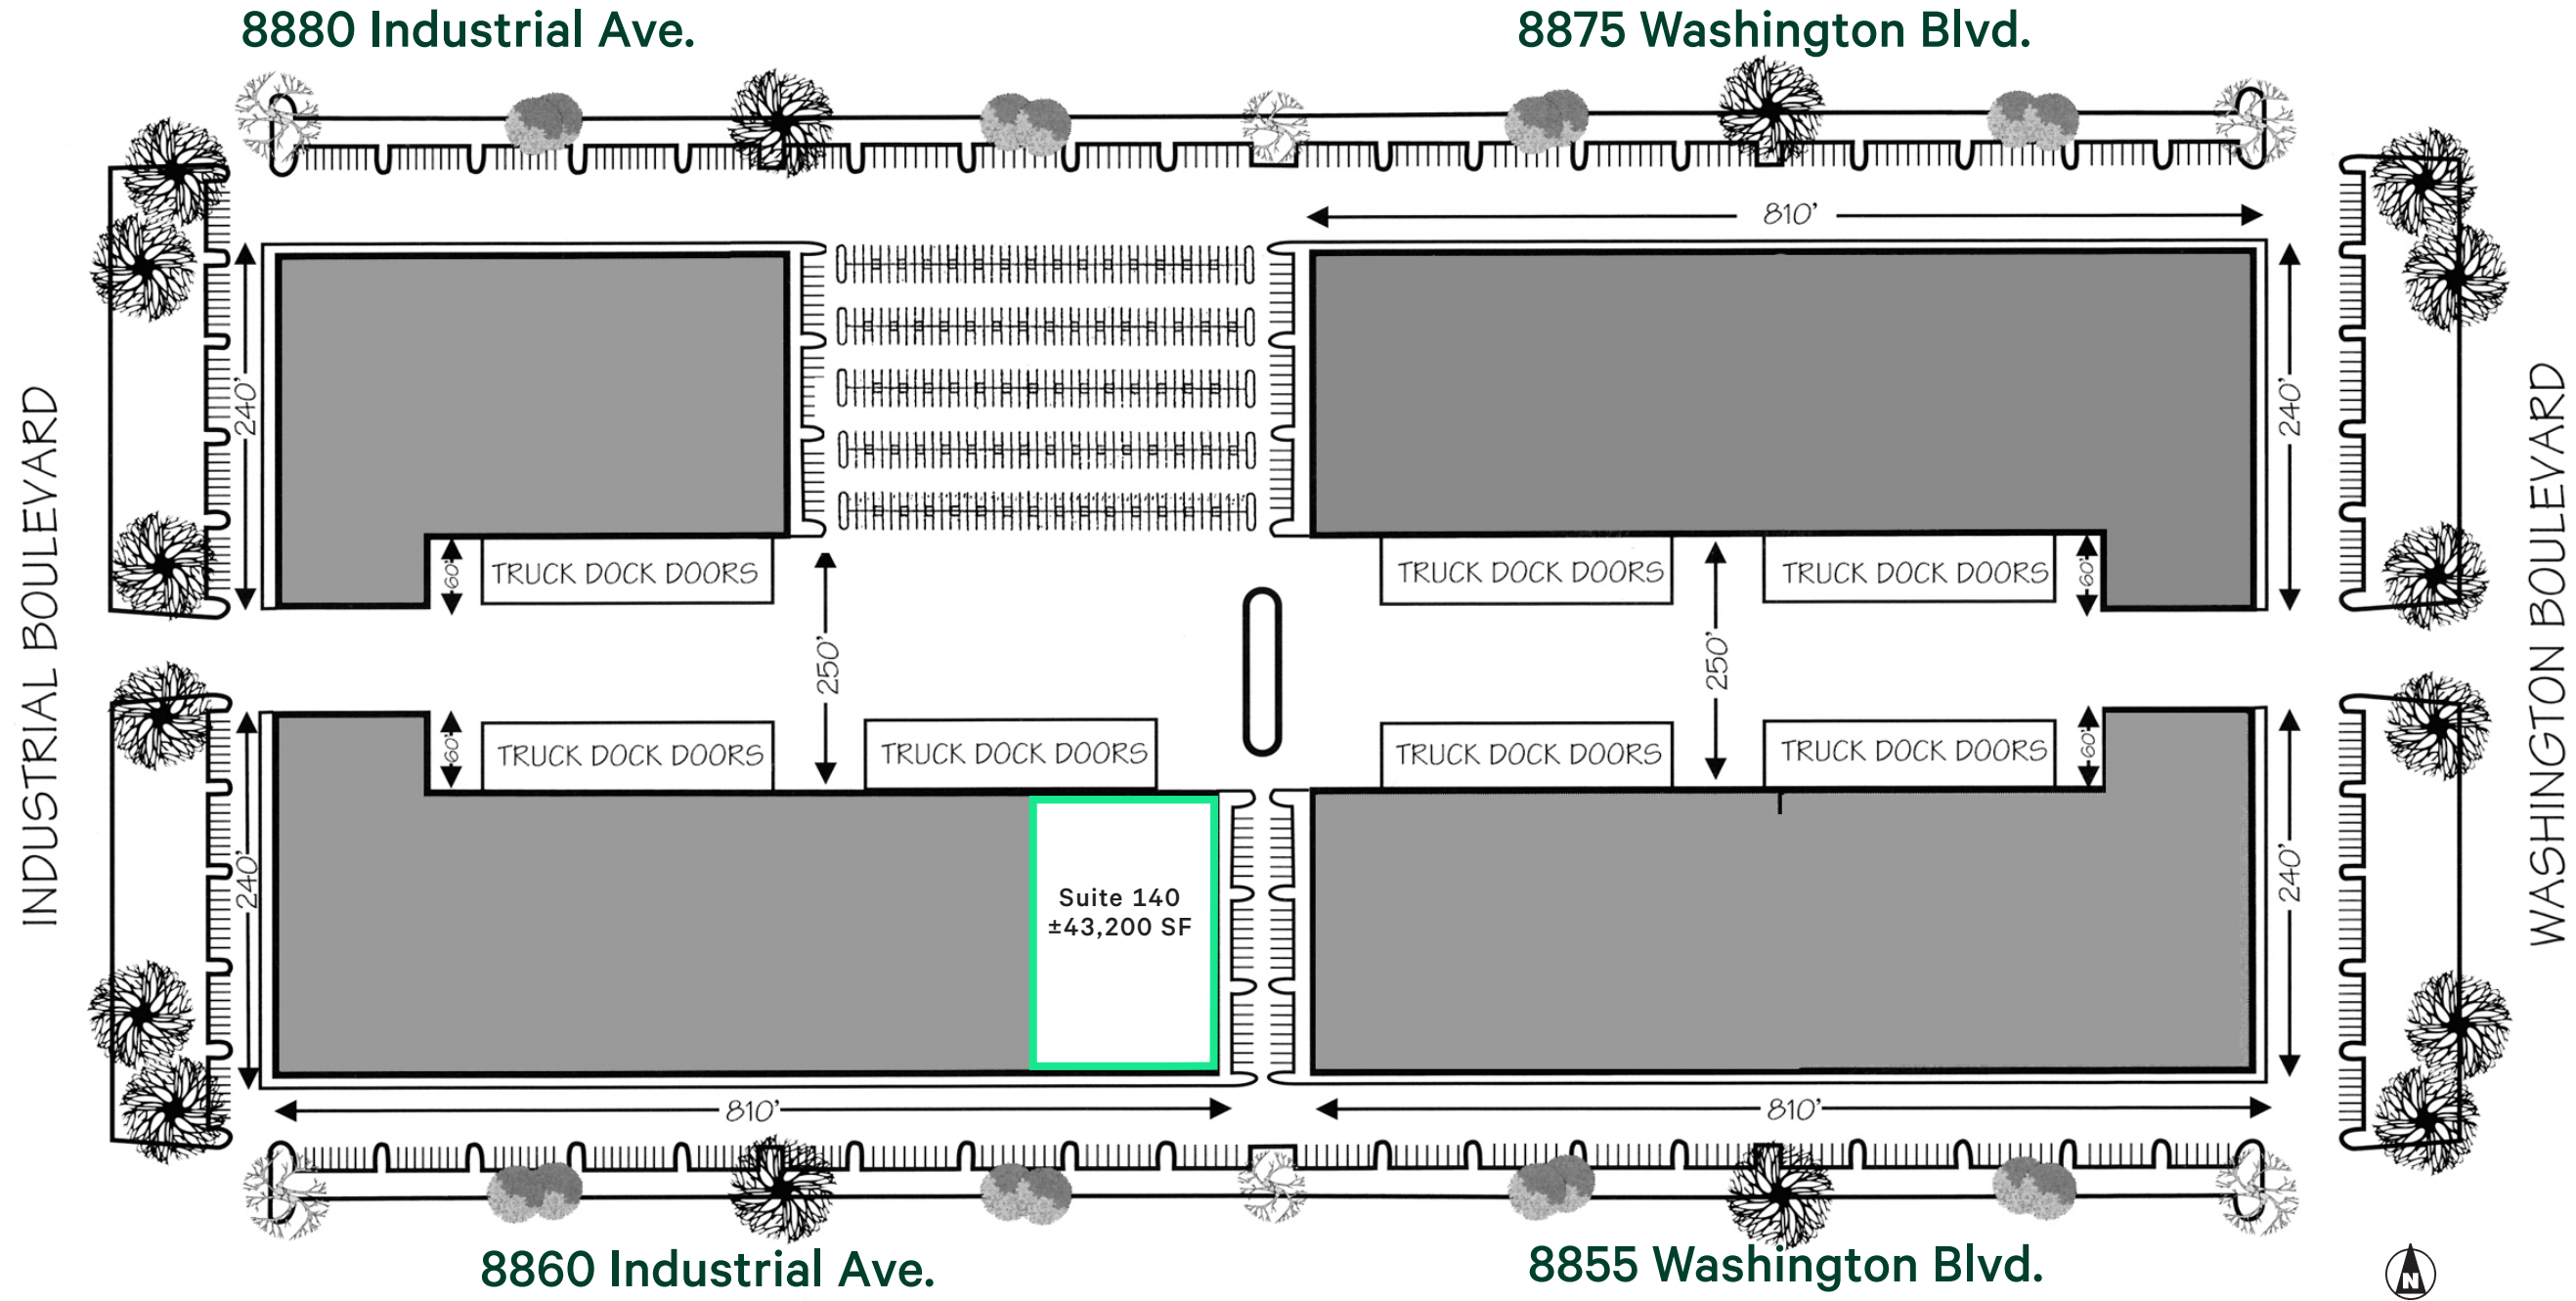 8880 Industrial Ave.
8875 Washington Blvd.
810'
240'
240'
INDUSTRIAL BOULEVARD
WASHINGTON BOULEVARD
60'
TRUCK DOCK DOORS
TRUCK DOCK DOORS
TRUCK DOCK DOORS
60'
250'
250'
60'
TRUCK DOCK DOORS
TRUCK DOCK DOORS
TRUCK DOCK DOORS
TRUCK DOCK DOORS
60'
240'
Suite 140
±43,200 SF
240'
810'
810'
8860 Industrial Ave.
8855 Washington Blvd.
N